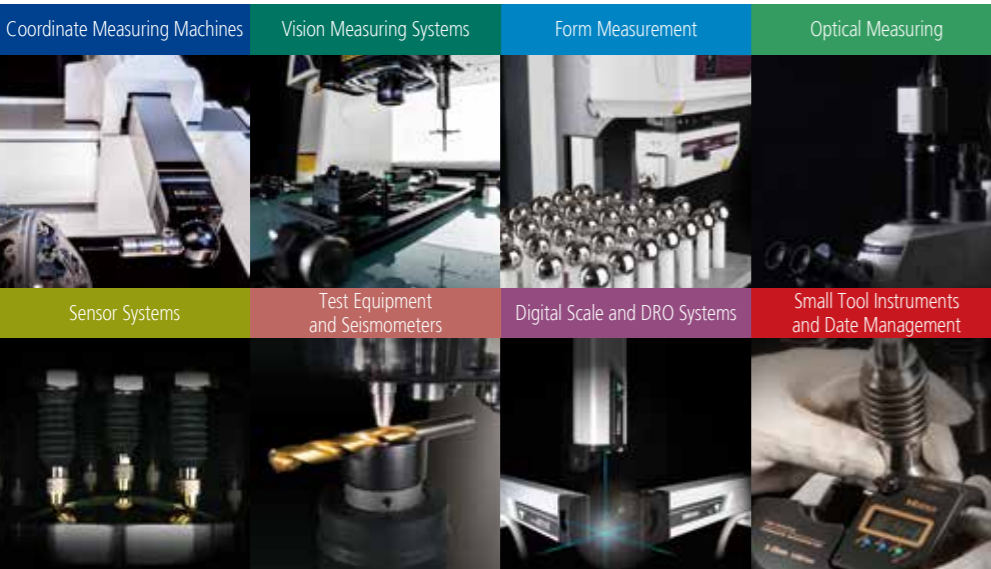 Coordinate Measuring Machines
Vision Measuring Systems
Form Measurement
Optical Measuring
Sensor Systems
Test Equipment
and Seismometers
Digital Scale and DRO Systems
Small Tool Instruments
and Date Management
Mitutoyo